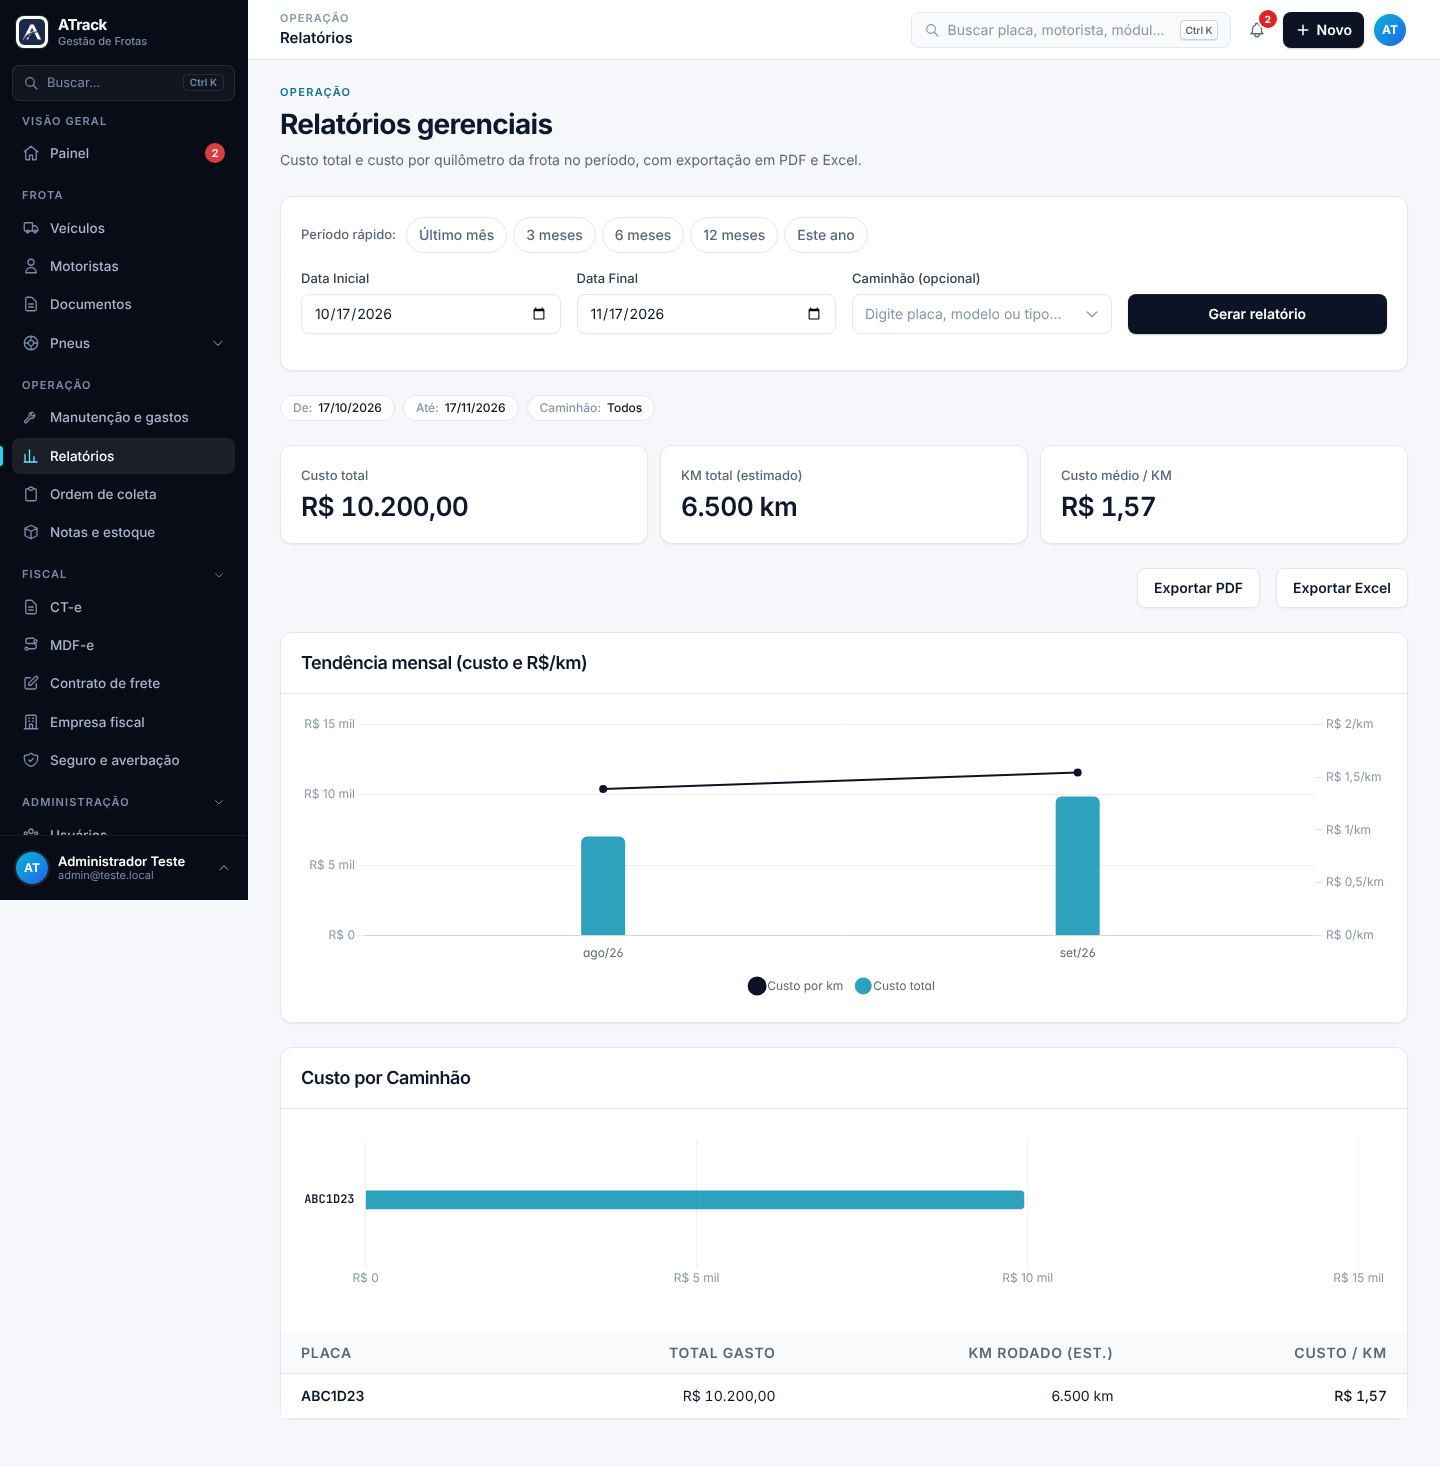 ATrack
Gestão de Frotas
Buscar... Ctrl K
VISÃO GERAL
Painel 2
FROTA
Veículos
Motoristas
Documentos
Pneus
OPERAÇÃO
Manutenção e gastos
Relatórios
Ordem de coleta
Notas e estoque
FISCAL
CT-e
MDF-e
Contrato de frete
Empresa fiscal
Seguro e averbação
ADMINISTRAÇÃO
Usuários
AT Administrador Teste
admin@teste.local
OPERAÇÃO
Relatórios
Buscar placa, motorista, módul... Ctrl K
2
Novo
AT
OPERAÇÃO
Relatórios gerenciais
Custo total e custo por quilômetro da frota no período, com exportação em PDF e Excel.
Período rápido: Último mês 3 meses 6 meses 12 meses Este ano
Data Inicial Data Final Caminhão (opcional)
10/17/2026 11/17/2026 Digite placa, modelo ou tipo... Gerar relatório
De: 17/10/2026 Até: 17/11/2026 Caminhão: Todos
Custo total KM total (estimado) Custo médio / KM
R$ 10.200,00 6.500 km R$ 1,57
Exportar PDF Exportar Excel
Tendência mensal (custo e R$/km)
R$ 15 mil R$ 2/km
R$ 1,5/km
R$ 10 mil
R$ 1/km
R$ 5 mil
R$ 0,5/km
R$ 0 R$ 0/km
ago/26 set/26
Custo por km Custo total
Custo por Caminhão
ABC1D23
R$ 0 R$ 5 mil R$ 10 mil R$ 15 mil
PLACA TOTAL GASTO KM RODADO (EST.) CUSTO / KM
ABC1D23 R$ 10.200,00 6.500 km R$ 1,57